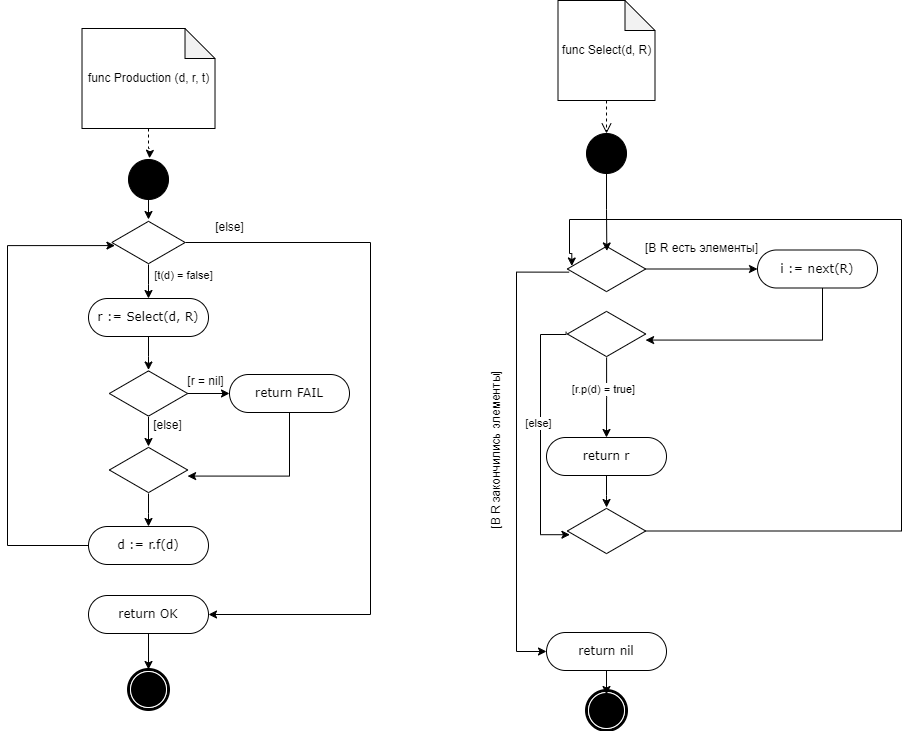 func Production (d, r, t)
[else]
[t(d) = false]
r := Select(d, R)
[r = nil]
return FAIL
[else]
d := r.f(d)
return OK
func Select(d, R)
[В R есть элементы]
i := next(R)
[r.p(d) = true]
[else]
[В R закончились элементы]
return r
return nil